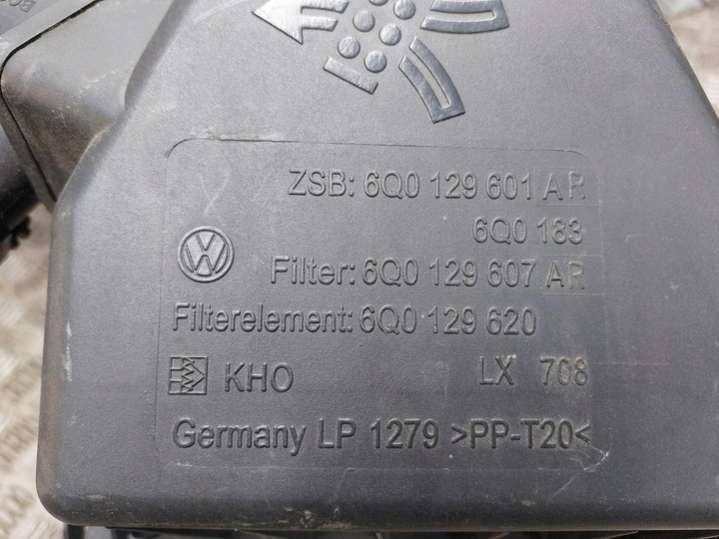 ZSB: 6Q0 129 601 AR
6Q0 183
Filter: 6Q0 129 607 AR
Filterelement: 6Q0 129 620
KHO LX 708
Germany LP 1279 >PP-T20<